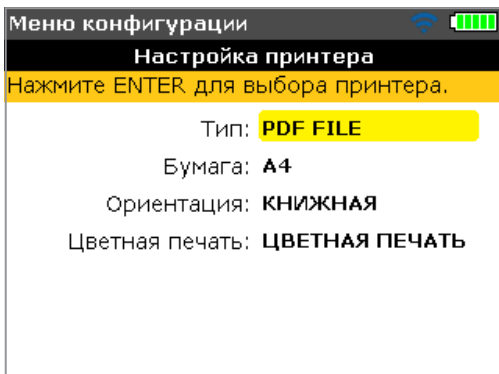 Меню конфигурации
Настройка принтера
Нажмите ENTER для выбора принтера.
Тип: PDF FILE
Бумага: A4
Ориентация: КНИЖНАЯ
Цветная печать: ЦВЕТНАЯ ПЕЧАТЬ